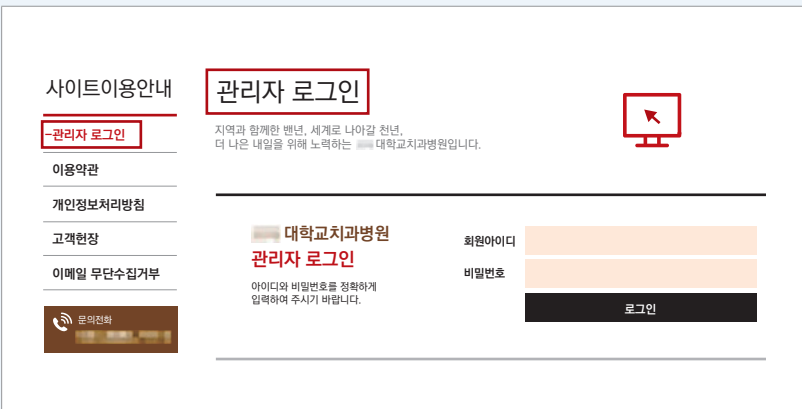 사이트이용안내
-관리자 로그인
이용약관
개인정보처리방침
고객헌장
이메일 무단수집거부
문의전화
관리자 로그인
지역과 함께한 밴년, 세계로 나아갈 천년,
더 나은 내일을 위해 노력하는 대학교치과병원입니다.
대학교치과병원
관리자 로그인
아이디와 비밀번호를 정확하게
입력하여 주시기 바랍니다.
회원아이디
비밀번호
로그인